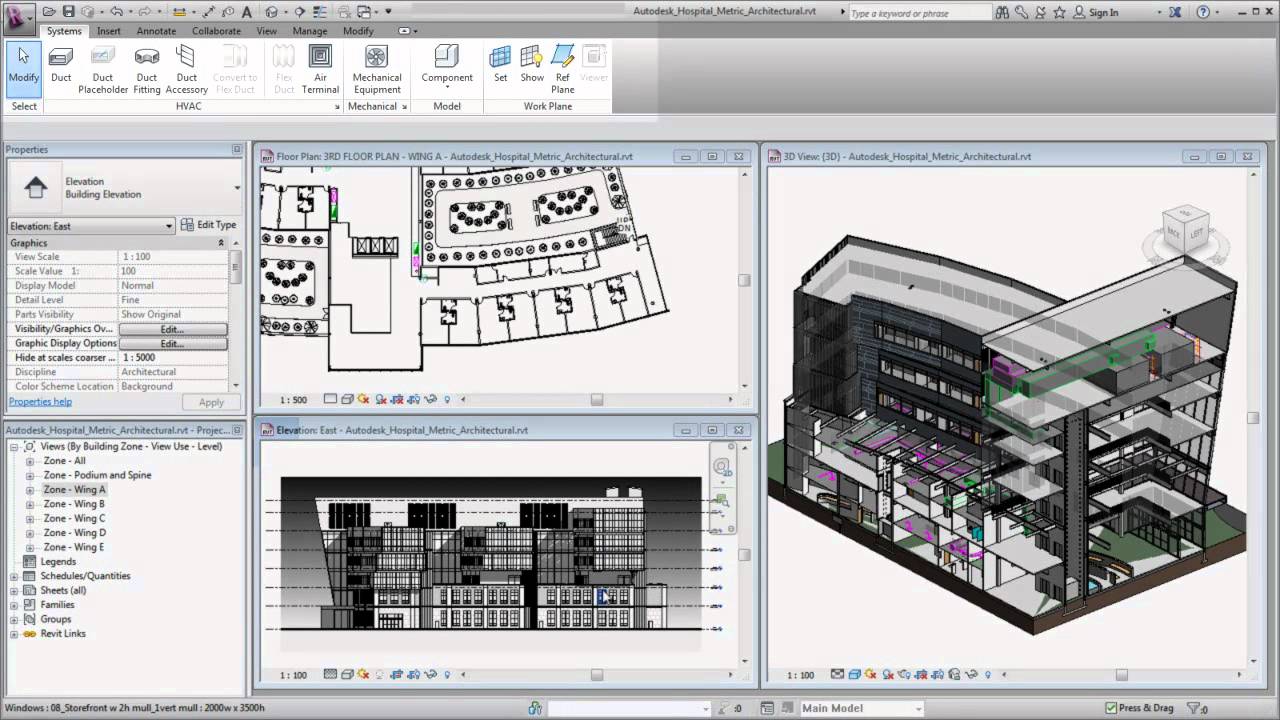 Autodesk_Hospital_Metric_Architectural.rvt
Type a keyword or phrase
Sign In
Systems Insert Annotate Collaborate View Manage Modify
Modify Duct Duct Placeholder Duct Fitting Duct Accessory Convert to Flex Duct Flex Duct Air Terminal Mechanical Equipment Component Set Show Ref Plane Viewer
Select HVAC Mechanical Model Work Plane
Properties
Elevation
Building Elevation
Elevation: East Edit Type
Graphics
View Scale 1 : 100
Scale Value 1: 100
Display Model Normal
Detail Level Fine
Parts Visibility Show Original
Visibility/Graphics Ov... Edit...
Graphic Display Options Edit...
Hide at scales coarser ... 1 : 5000
Discipline Architectural
Color Scheme Location Background
Properties help Apply
Autodesk_Hospital_Metric_Architectural.rvt - Projec...
Views (By Building Zone - View Use - Level)
Zone - All
Zone - Podium and Spine
Zone - Wing A
Zone - Wing B
Zone - Wing C
Zone - Wing D
Zone - Wing E
Legends
Schedules/Quantities
Sheets (all)
Families
Groups
Revit Links
Floor Plan: 3RD FLOOR PLAN - WING A - Autodesk_Hospital_Metric_Architectural.rvt
UP
DN
1 : 500
Elevation: East - Autodesk_Hospital_Metric_Architectural.rvt
2D
1 : 100
3D View: {3D} - Autodesk_Hospital_Metric_Architectural.rvt
BACK LEFT
1 : 100
Windows : 08_Storefront w 2h mull_1vert mull : 2000w x 3500h
:0
Main Model
Press & Drag
:0